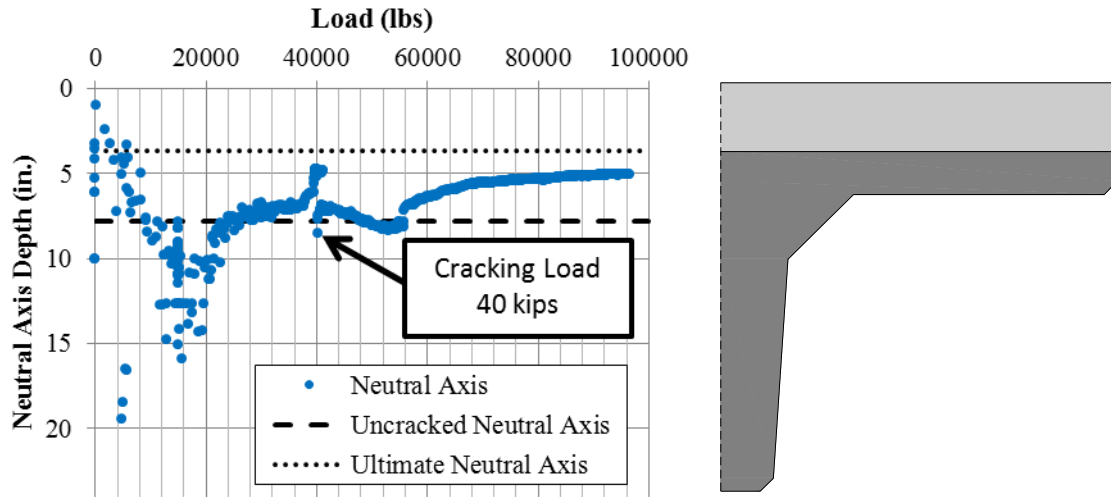 Load (lbs)
0 20000 40000 60000 80000 100000
Neutral Axis Depth (in.)
0
5
10
15
20
Cracking Load
40 kips
Neutral Axis
Uncracked Neutral Axis
Ultimate Neutral Axis